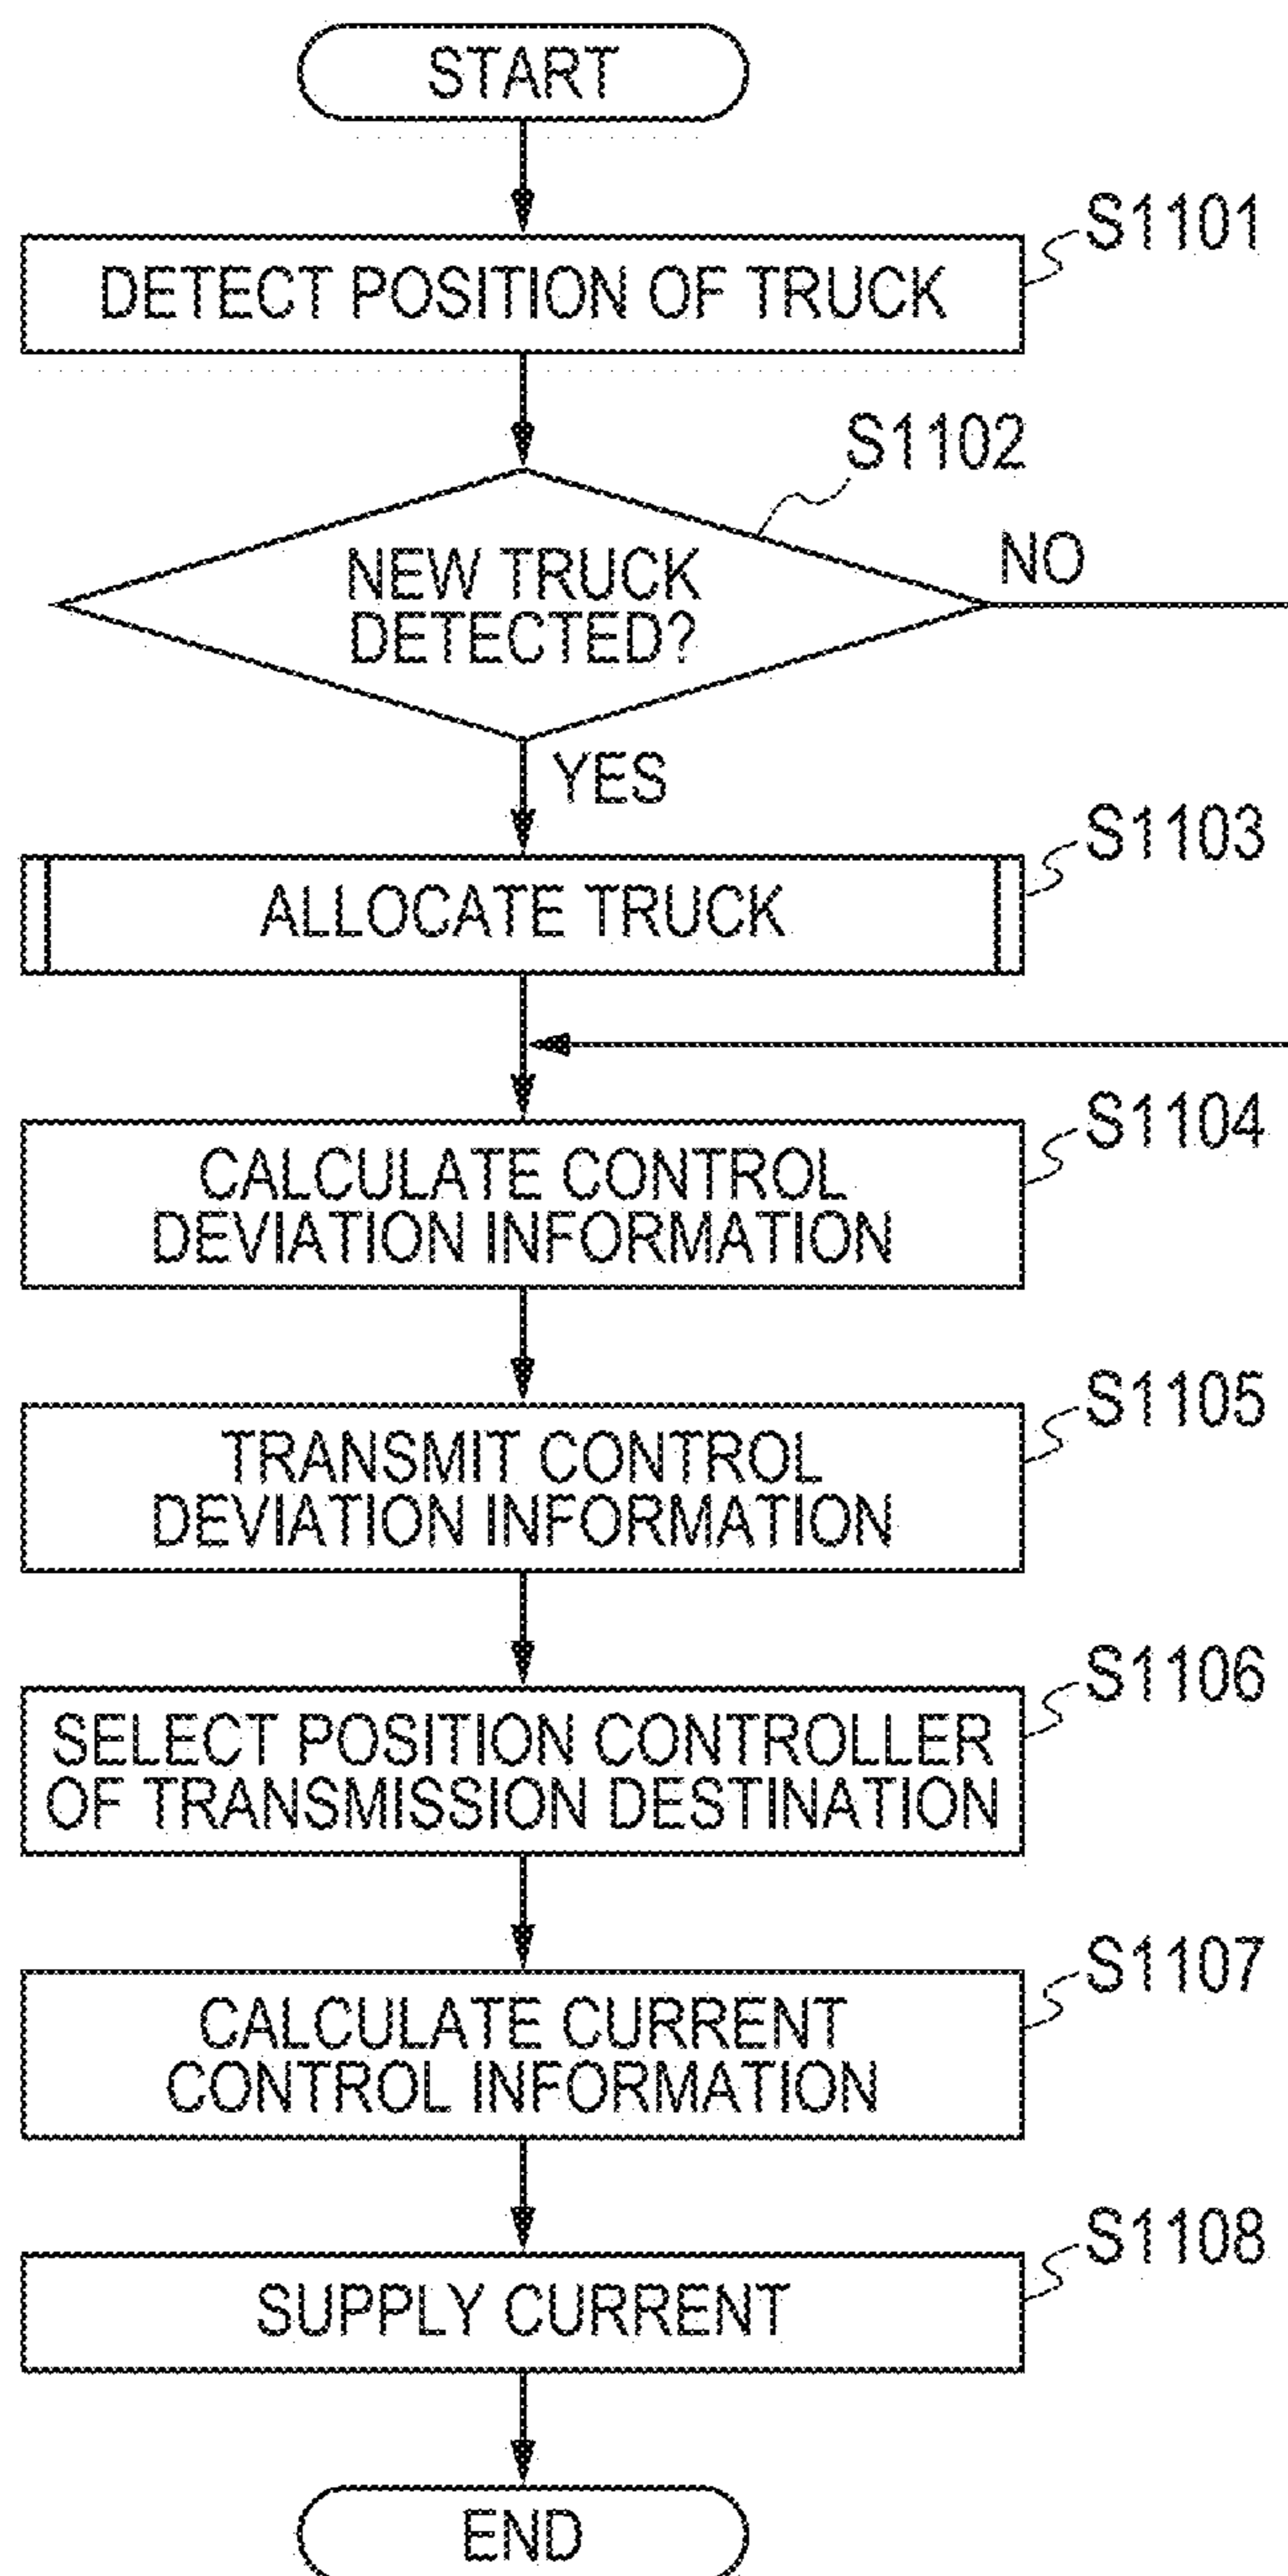 START
S1101
DETECT POSITION OF TRUCK
S1102
NEW TRUCK
DETECTED?
NO
YES
S1103
ALLOCATE TRUCK
S1104
CALCULATE CONTROL
DEVIATION INFORMATION
S1105
TRANSMIT CONTROL
DEVIATION INFORMATION
S1106
SELECT POSITION CONTROLLER
OF TRANSMISSION DESTINATION
S1107
CALCULATE CURRENT
CONTROL INFORMATION
S1108
SUPPLY CURRENT
END